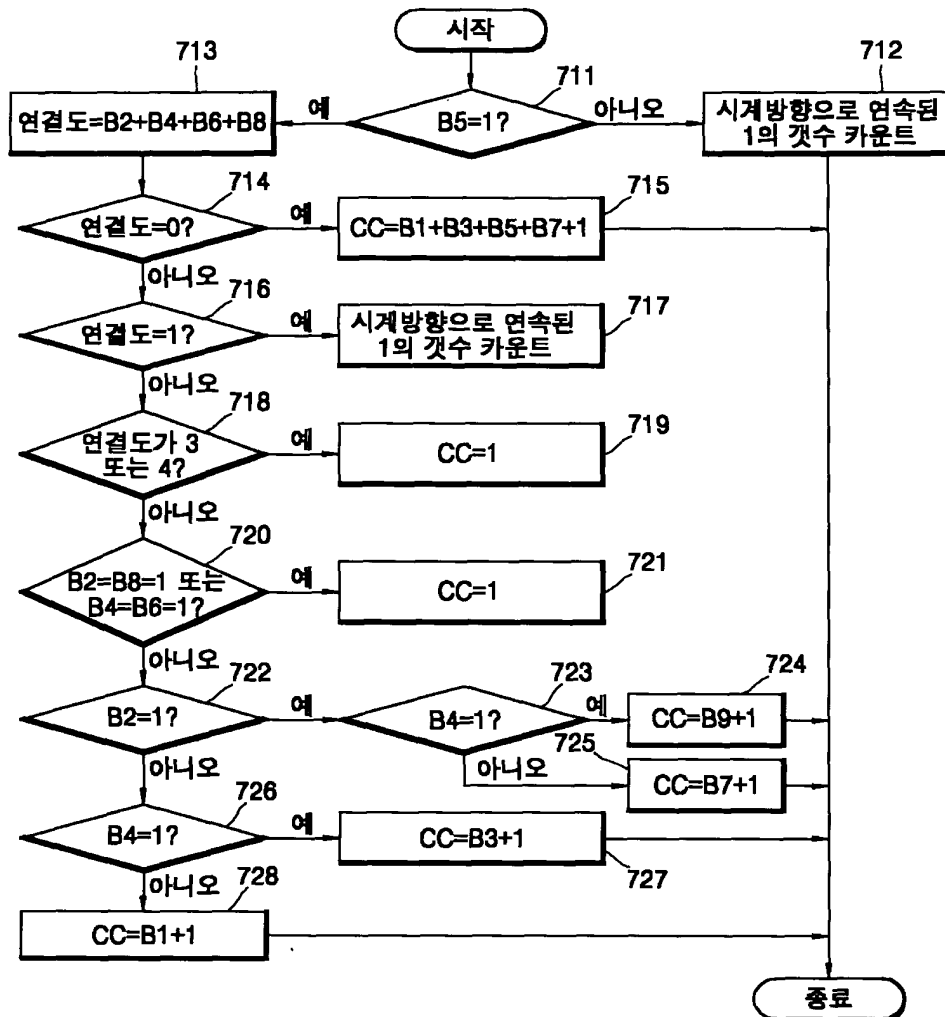 시작
713
711
712
연결도=B2+B4+B6+B8
예
B5=1?
아니오
시계방향으로 연속된
1의 갯수 카운트
714
715
연결도=0?
예
CC=B1+B3+B5+B7+1
아니오
716
717
연결도=1?
예
시계방향으로 연속된
1의 갯수 카운트
아니오
718
719
연결도가 3
또는 4?
예
CC=1
아니오
720
721
B2=B8=1 또는
B4=B6=1?
예
CC=1
아니오
722
723
724
B2=1?
예
B4=1?
예
CC=B9+1
아니오
아니오
725
CC=B7+1
726
B4=1?
예
CC=B3+1
727
아니오
728
CC=B1+1
종료